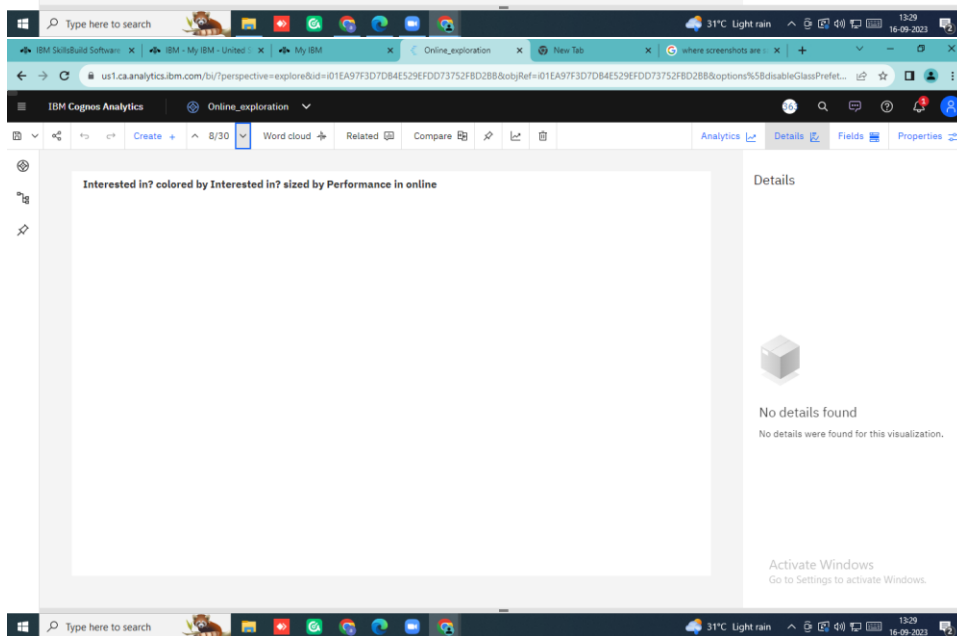 Type here to search
31°C Light rain
13:29
16-09-2023
2
IBM SkillsBuild Software
IBM - My IBM - United S
My IBM
Online_exploration
New Tab
where screenshots are s
us1.ca.analytics.ibm.com/bi/?perspective=explore&id=i01EA97F3D7DB4E529EFDD73752FBD2BB&objRef=i01EA97F3D7DB4E529EFDD73752FBD2BB&options%5BdisableGlassPrefet...
IBM Cognos Analytics
Online_exploration
363
1
Create +
8/30
Word cloud
Related
Compare
Analytics
Details
Fields
Properties
Interested in? colored by Interested in? sized by Performance in online
Details
No details found
No details were found for this visualization.
Activate Windows
Go to Settings to activate Windows.
Type here to search
31°C Light rain
13:29
16-09-2023
2